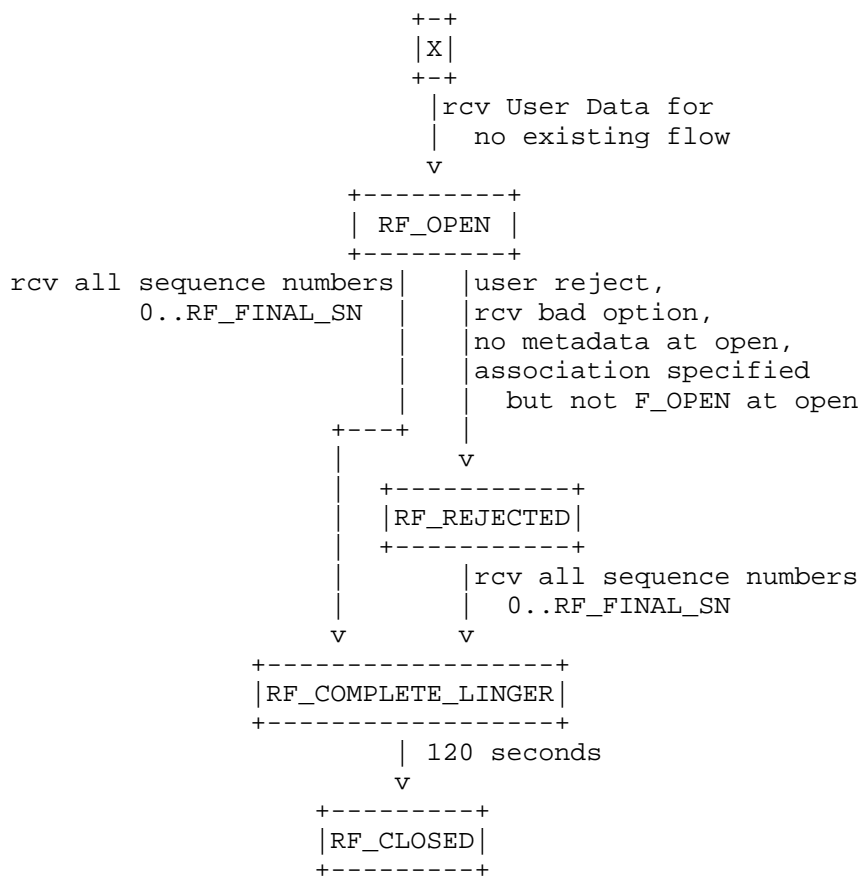 X
rcv User Data for
no existing flow
RF_OPEN
rcv all sequence numbers
0..RF_FINAL_SN
user reject,
rcv bad option,
no metadata at open,
association specified
but not F_OPEN at open
RF_REJECTED
rcv all sequence numbers
0..RF_FINAL_SN
RF_COMPLETE_LINGER
120 seconds
RF_CLOSED